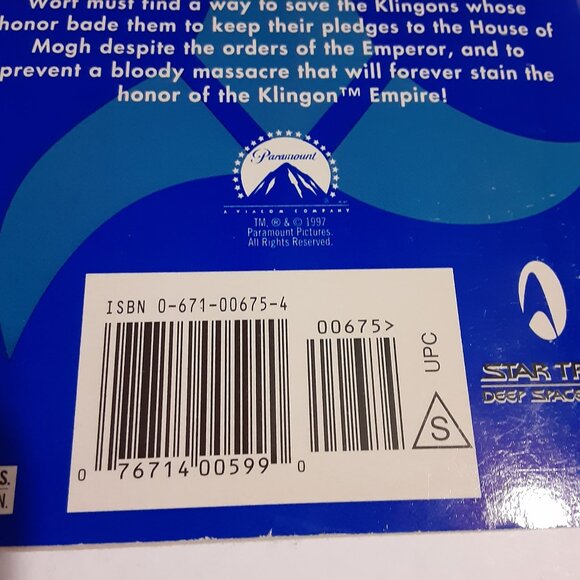 Worf must find a way to save the Klingons whose
honor bade them to keep their pledges to the House of
Mogh despite the orders of the Emperor, and to
prevent a bloody massacre that will forever stain the
honor of the Klingon™ Empire!
Paramount
A VIACOM COMPANY
TM, ® & © 1997
Paramount Pictures.
All Rights Reserved.
ISBN 0-671-00675-4
00675>
UPC
S
0 76714 00599 0
STAR TR
DEEP SPACE
S.
N.